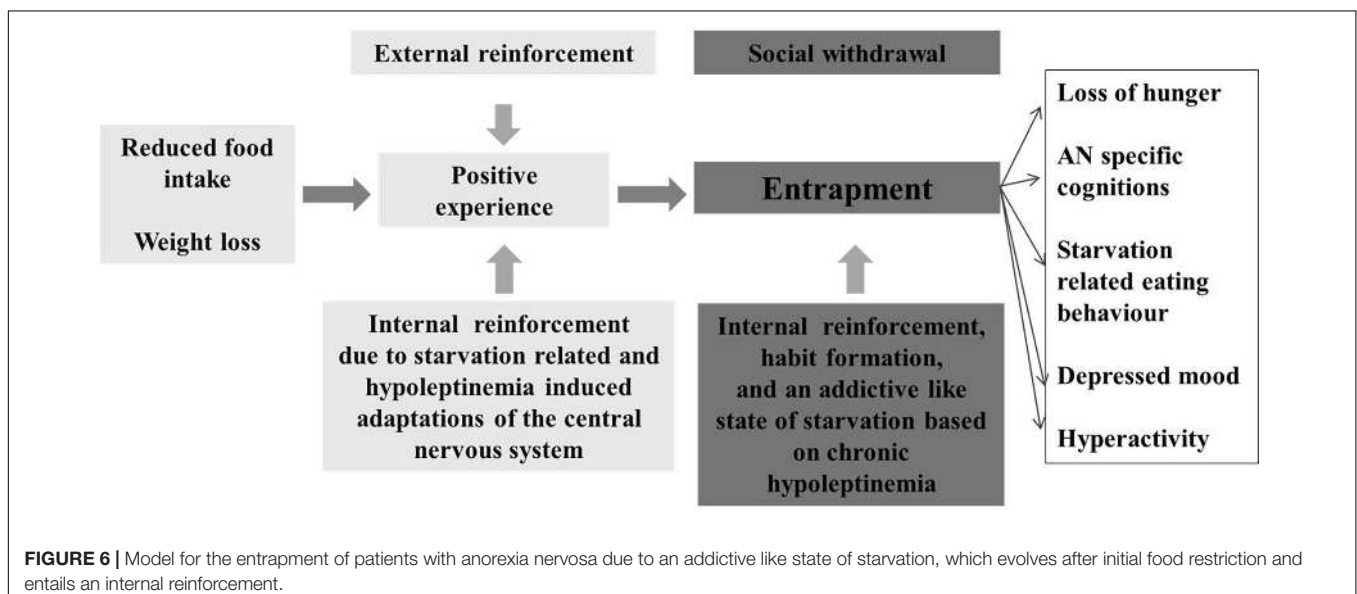 External reinforcement
Social withdrawal
Reduced food
intake
Weight loss
Positive
experience
Entrapment
Loss of hunger
AN specific
cognitions
Starvation
related eating
behaviour
Depressed mood
Hyperactivity
Internal reinforcement
due to starvation related and
hypoleptinemia induced
adaptations of the central
nervous system
Internal reinforcement,
habit formation,
and an addictive like
state of starvation based
on chronic
hypoleptinemia
FIGURE 6 | Model for the entrapment of patients with anorexia nervosa due to an addictive like state of starvation, which evolves after initial food restriction and
entails an internal reinforcement.